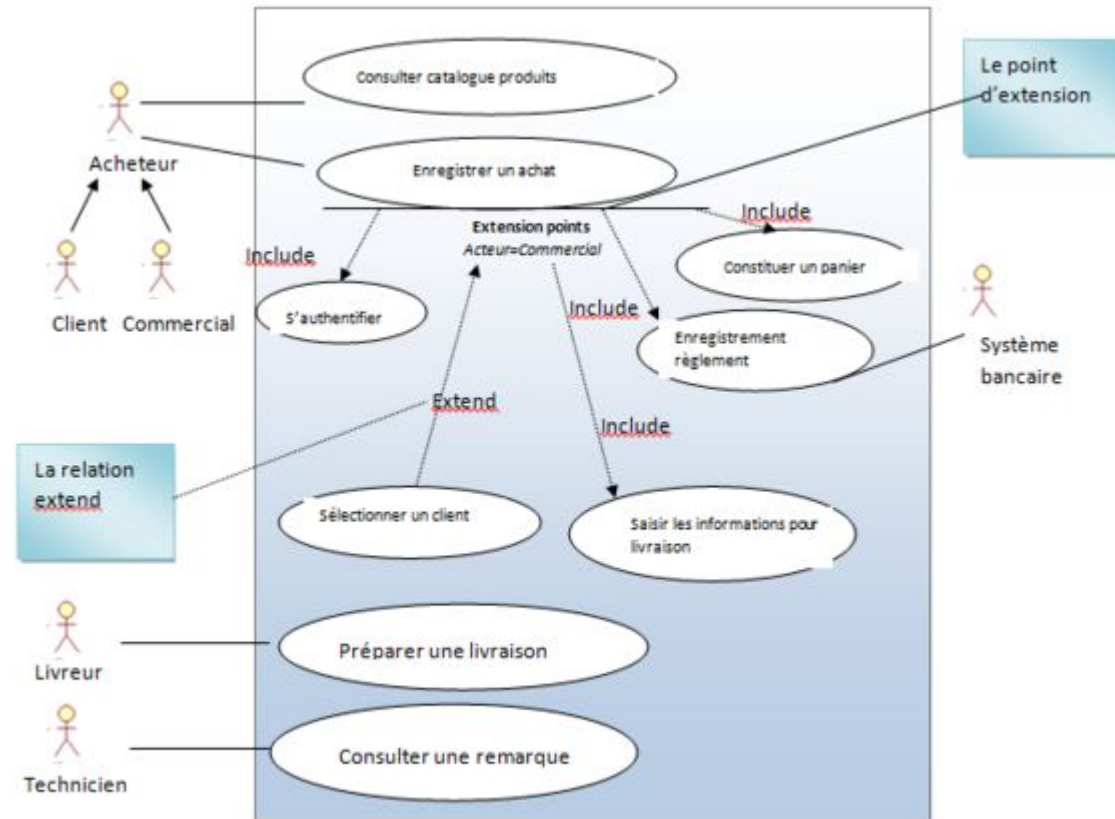 Consulter catalogue produits
Le point
d'extension
Acheteur
Enregistrer un achat
Include
Extension points
Acteur=Commercial
Include
Constituer un panier
Client
Commercial
S'authentifier
Include
Enregistrement
règlement
Système
bancaire
Extend
Include
La relation
extend
Sélectionner un client
Saisir les informations pour
livraison
Préparer une livraison
Livreur
Consulter une remarque
Technicien